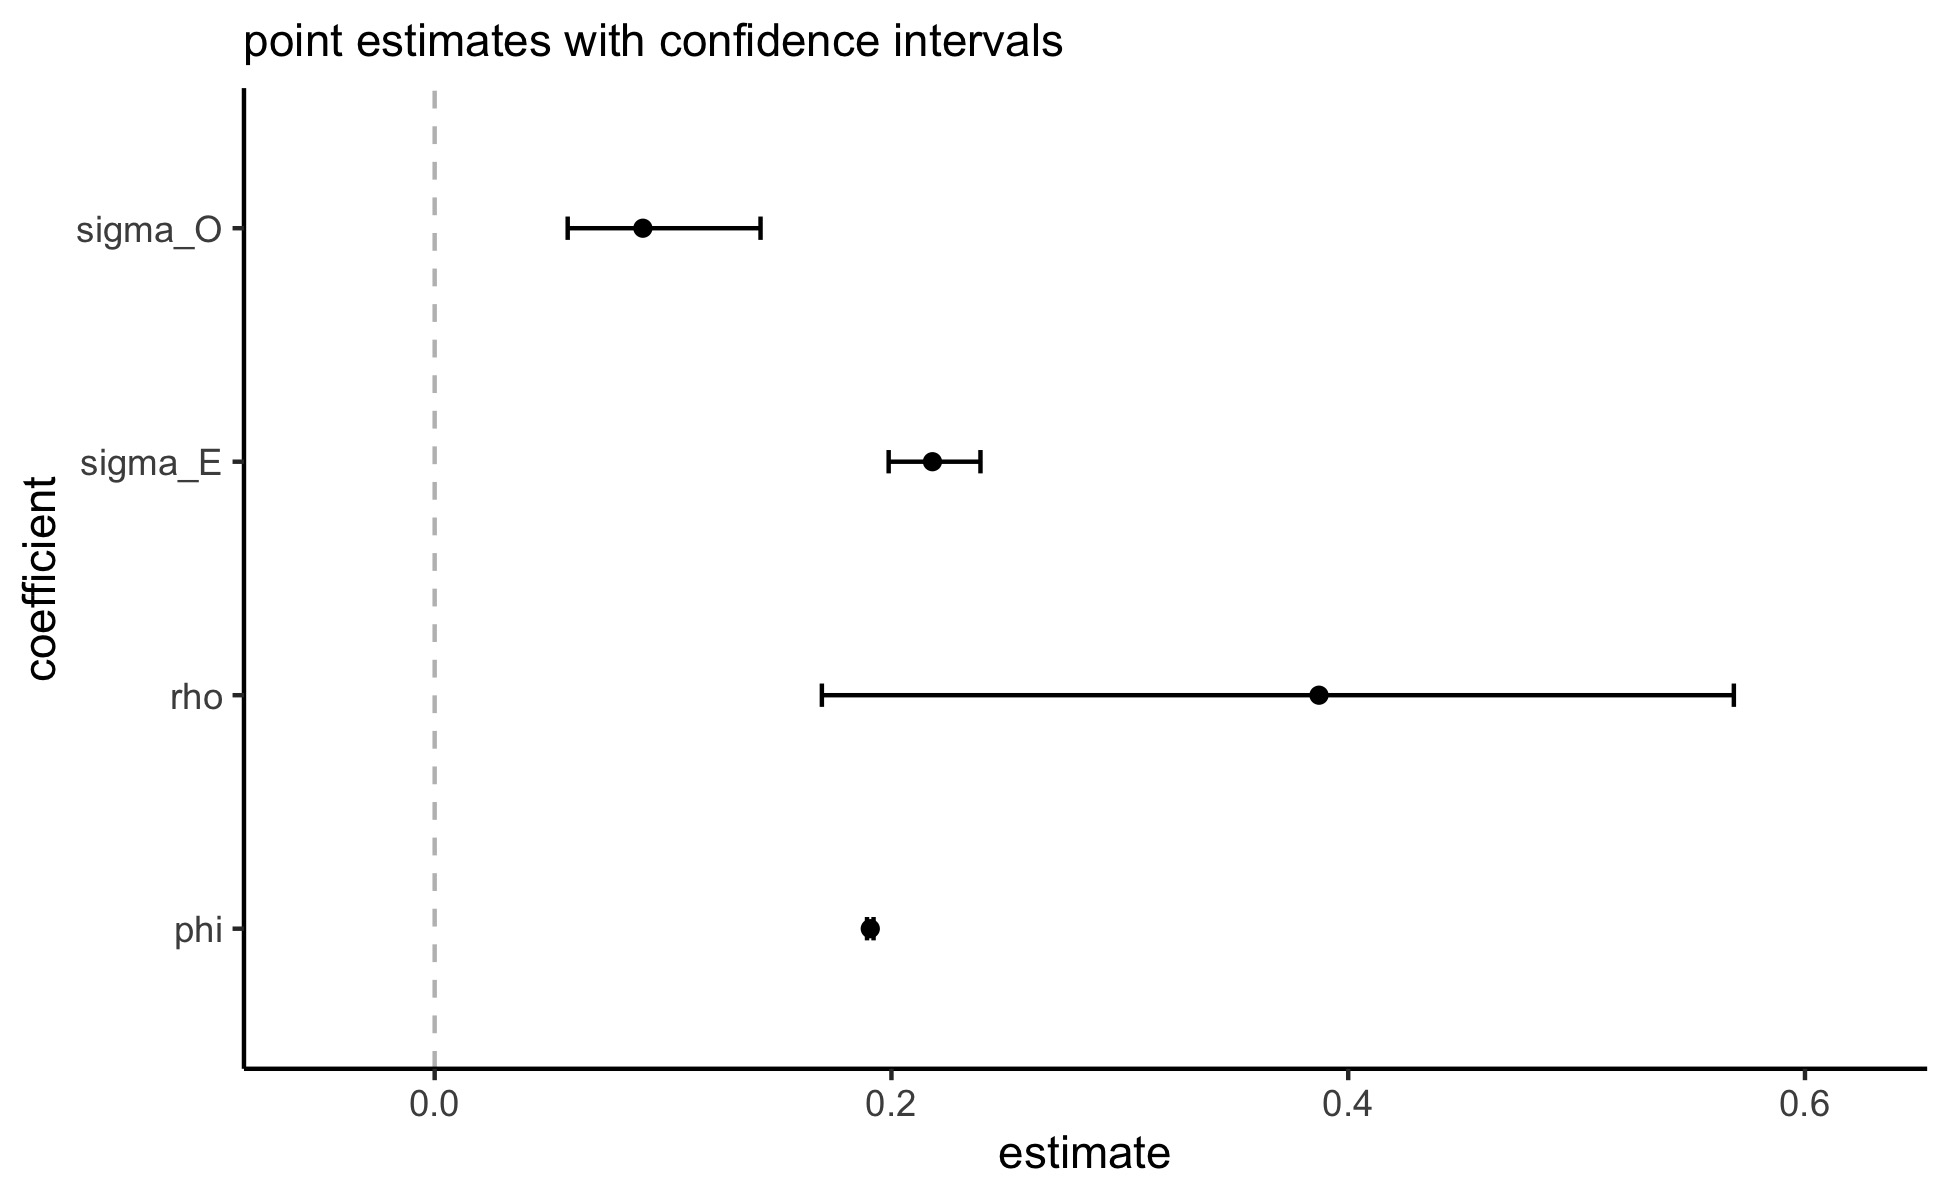 point estimates with confidence intervals
coefficient
sigma_O
sigma_E
rho
phi
0.0 0.2 0.4 0.6
estimate